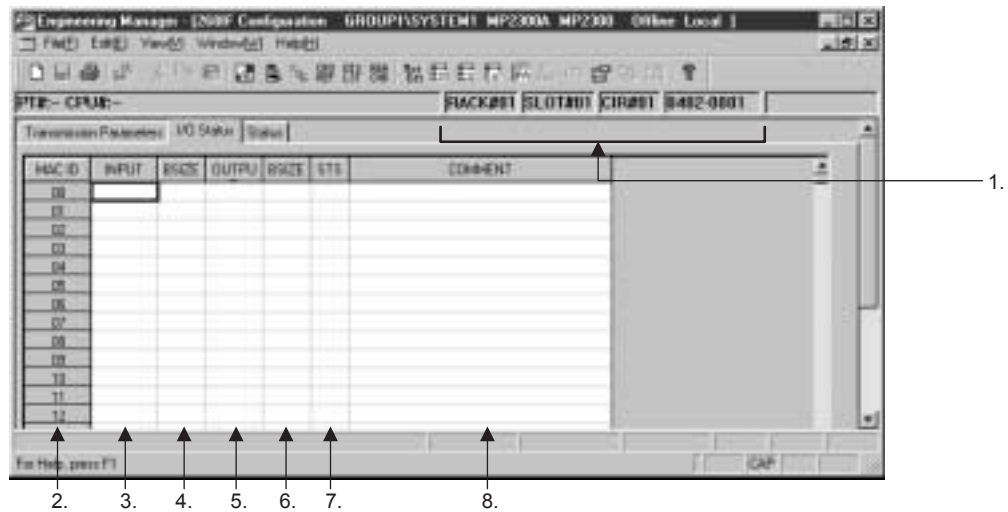 Engineering Manager - [260IF Configuration GROUP1\SYSTEM1 MP2300A MP2300 Offline Local ]
File(F) Edit(E) View(V) Window(W) Help(H)
PT#:- CPU#:-
RACK#01 SLOT#01 CIR#01 0402-0801
Transmission Parameters I/O Status Status
MAC ID INPUT BSIZE OUTPU BSIZE STS COMMENT
00
01
02
03
04
05
06
07
08
09
10
11
12
For Help, press F1
CAP
1.
2. 3. 4. 5. 6. 7. 8.